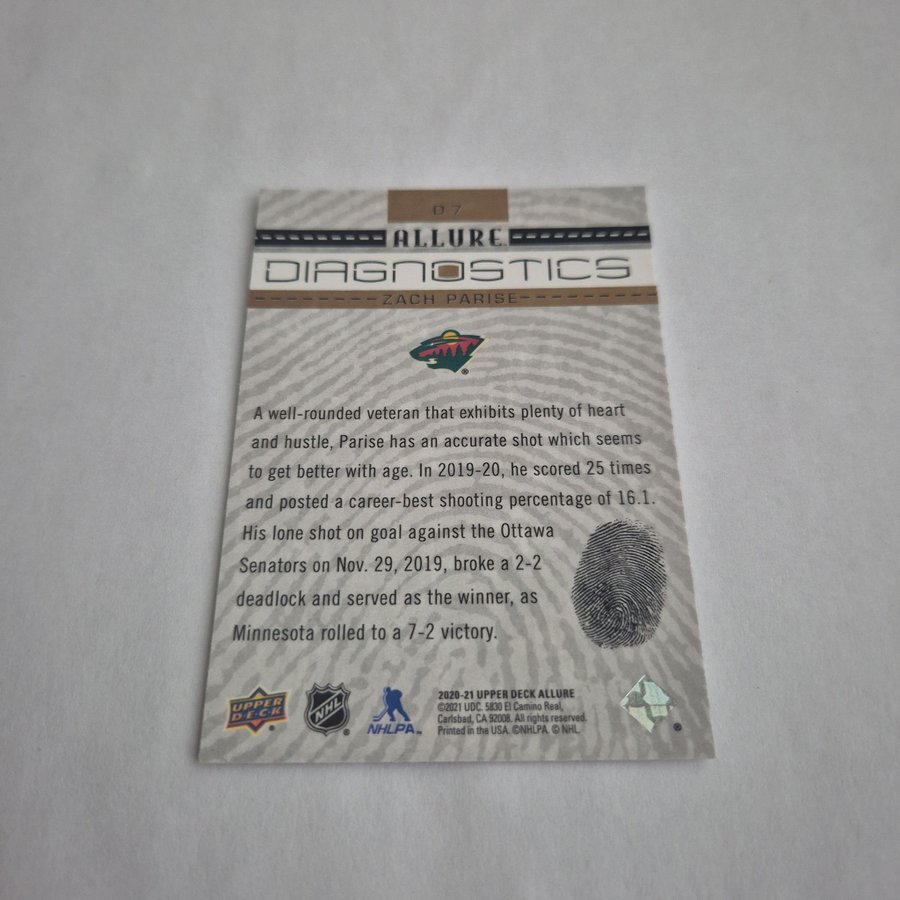 D 7
ALLURE
DIAGNOSTICS
ZACH PARISE
®
A well-rounded veteran that exhibits plenty of heart
and hustle, Parise has an accurate shot which seems
to get better with age. In 2019-20, he scored 25 times
and posted a career-best shooting percentage of 16.1.
His lone shot on goal against the Ottawa
Senators on Nov. 29, 2019, broke a 2-2
deadlock and served as the winner, as
Minnesota rolled to a 7-2 victory.
UPPER
D·E·C·K
®
NHL
®
NHLPA™
2020-21 UPPER DECK ALLURE
©2021 UDC. 5830 El Camino Real,
Carlsbad, CA 92008. All rights reserved.
Printed in the USA. ©NHLPA. © NHL.
®